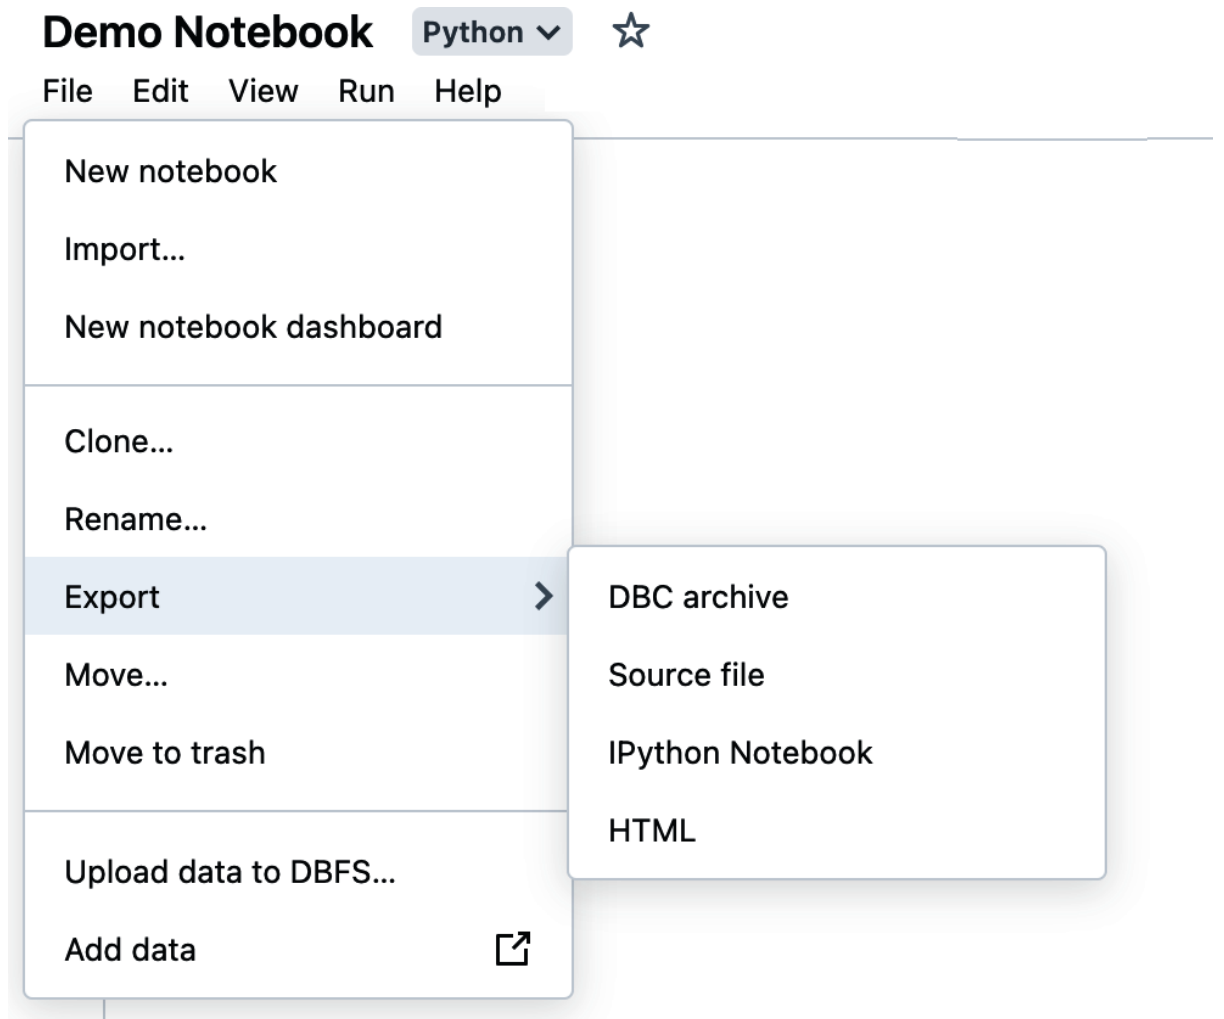 Demo Notebook Python
File Edit View Run Help
New notebook
Import...
New notebook dashboard
Clone...
Rename...
Export
DBC archive
Move...
Source file
Move to trash
IPython Notebook
HTML
Upload data to DBFS...
Add data